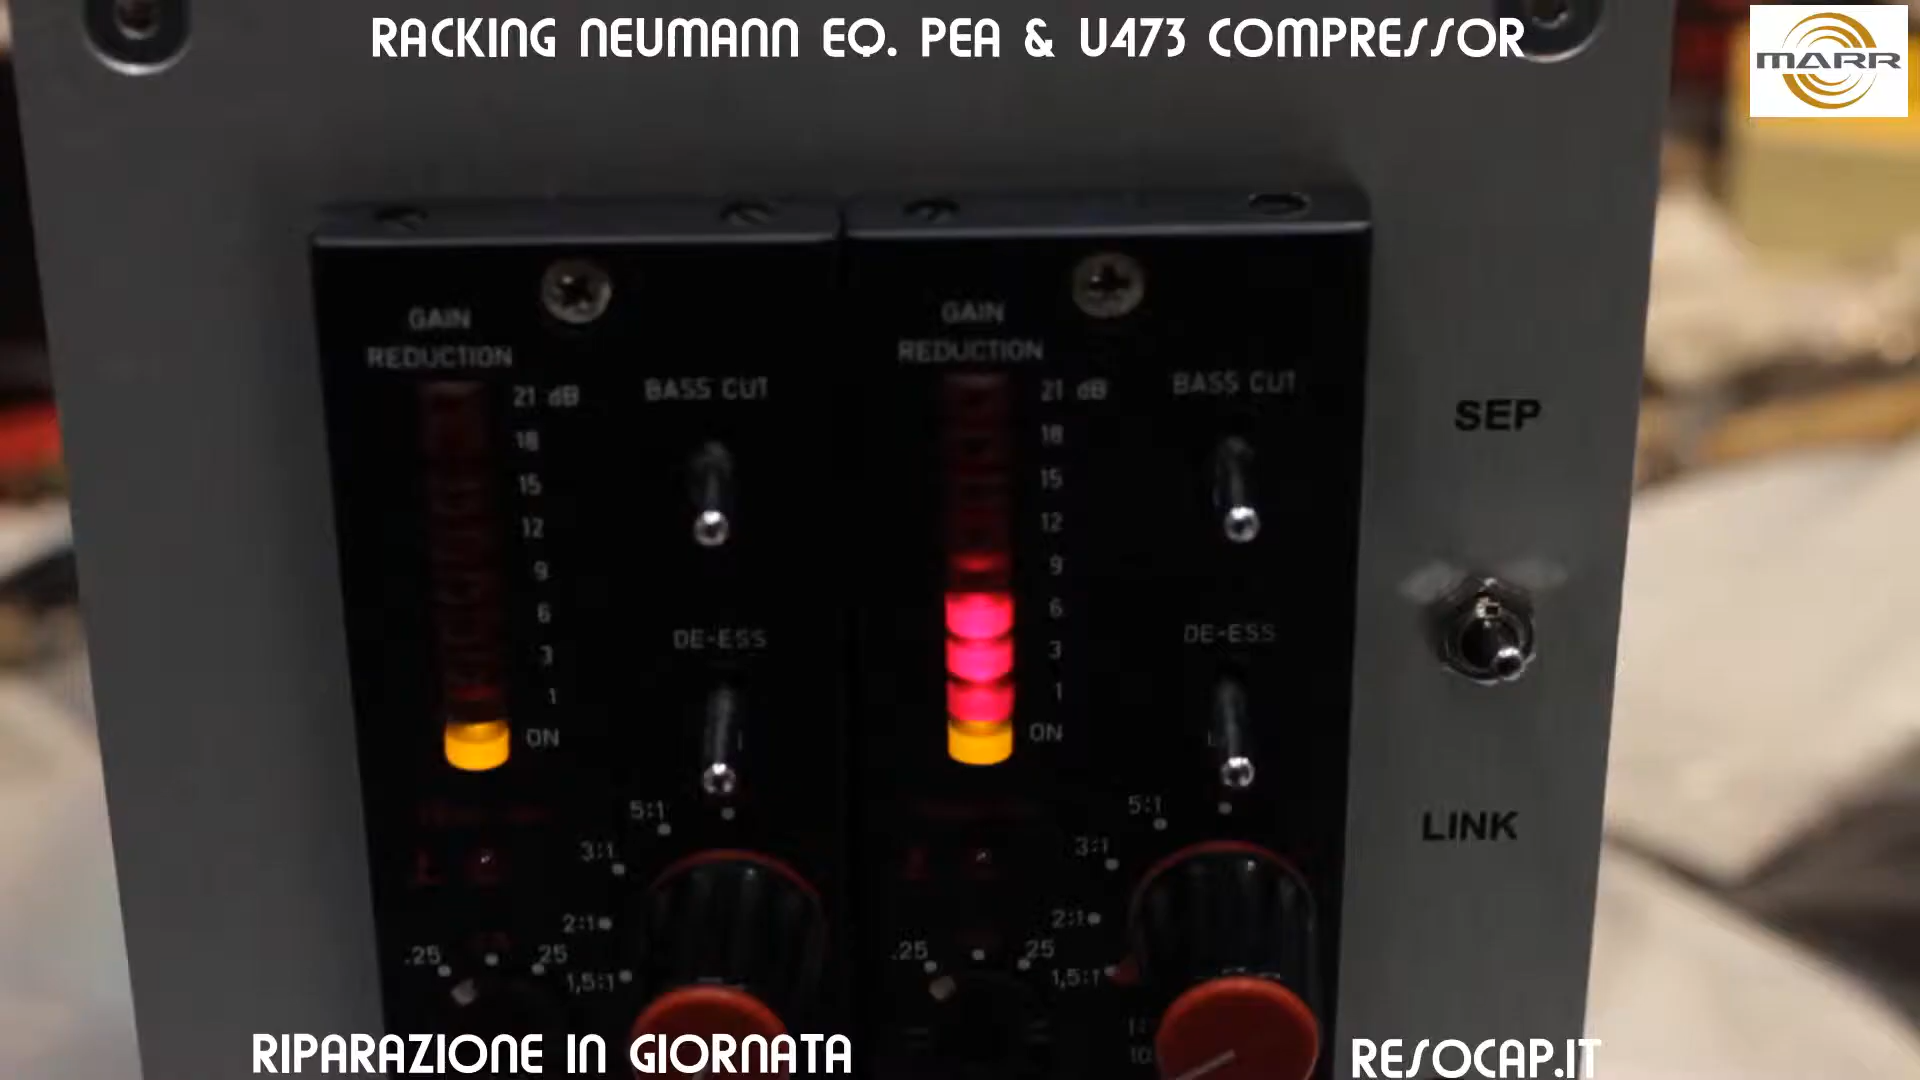 RACKING NEUMANN EQ. PEA & U473 COMPRESSOR
MARR
GAIN
REDUCTION
21 dB
18
15
12
9
6
3
1
ON
BASS CUT
DE-ESS
5:1
3:1
2:1
1,5:1
.25
.25
GAIN
REDUCTION
21 dB
18
15
12
9
6
3
1
ON
BASS CUT
DE-ESS
5:1
3:1
2:1
1,5:1
.25
.25
SEP
LINK
RIPARAZIONE IN GIORNATA
RESOCAP.IT